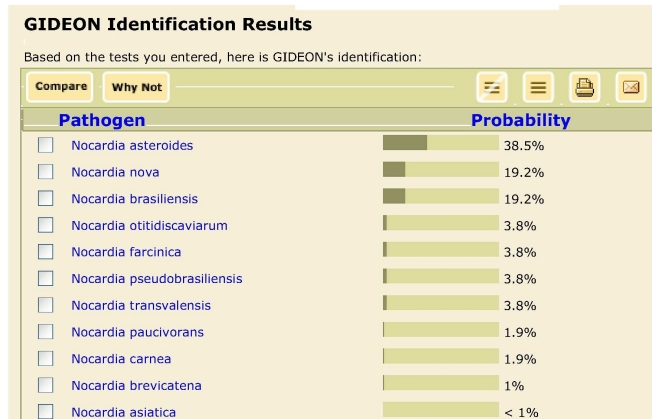 GIDEON Identification Results
Based on the tests you entered, here is GIDEON's identification:
Compare Why Not
Pathogen Probability
Nocardia asteroides 38.5%
Nocardia nova 19.2%
Nocardia brasiliensis 19.2%
Nocardia otitidiscaviarum 3.8%
Nocardia farcinica 3.8%
Nocardia pseudobrasiliensis 3.8%
Nocardia transvalensis 3.8%
Nocardia paucivorans 1.9%
Nocardia carnea 1.9%
Nocardia brevicatena 1%
Nocardia asiatica < 1%